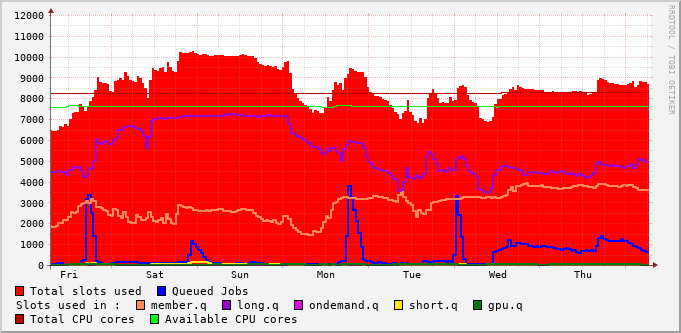 12000
11000
10000
9000
8000
7000
6000
5000
4000
3000
2000
1000
0
Fri Sat Sun Mon Tue Wed Thu
RRDTOOL / TOBI OETIKER
Total slots used Queued Jobs
Slots used in : member.q long.q ondemand.q short.q gpu.q
Total CPU cores Available CPU cores